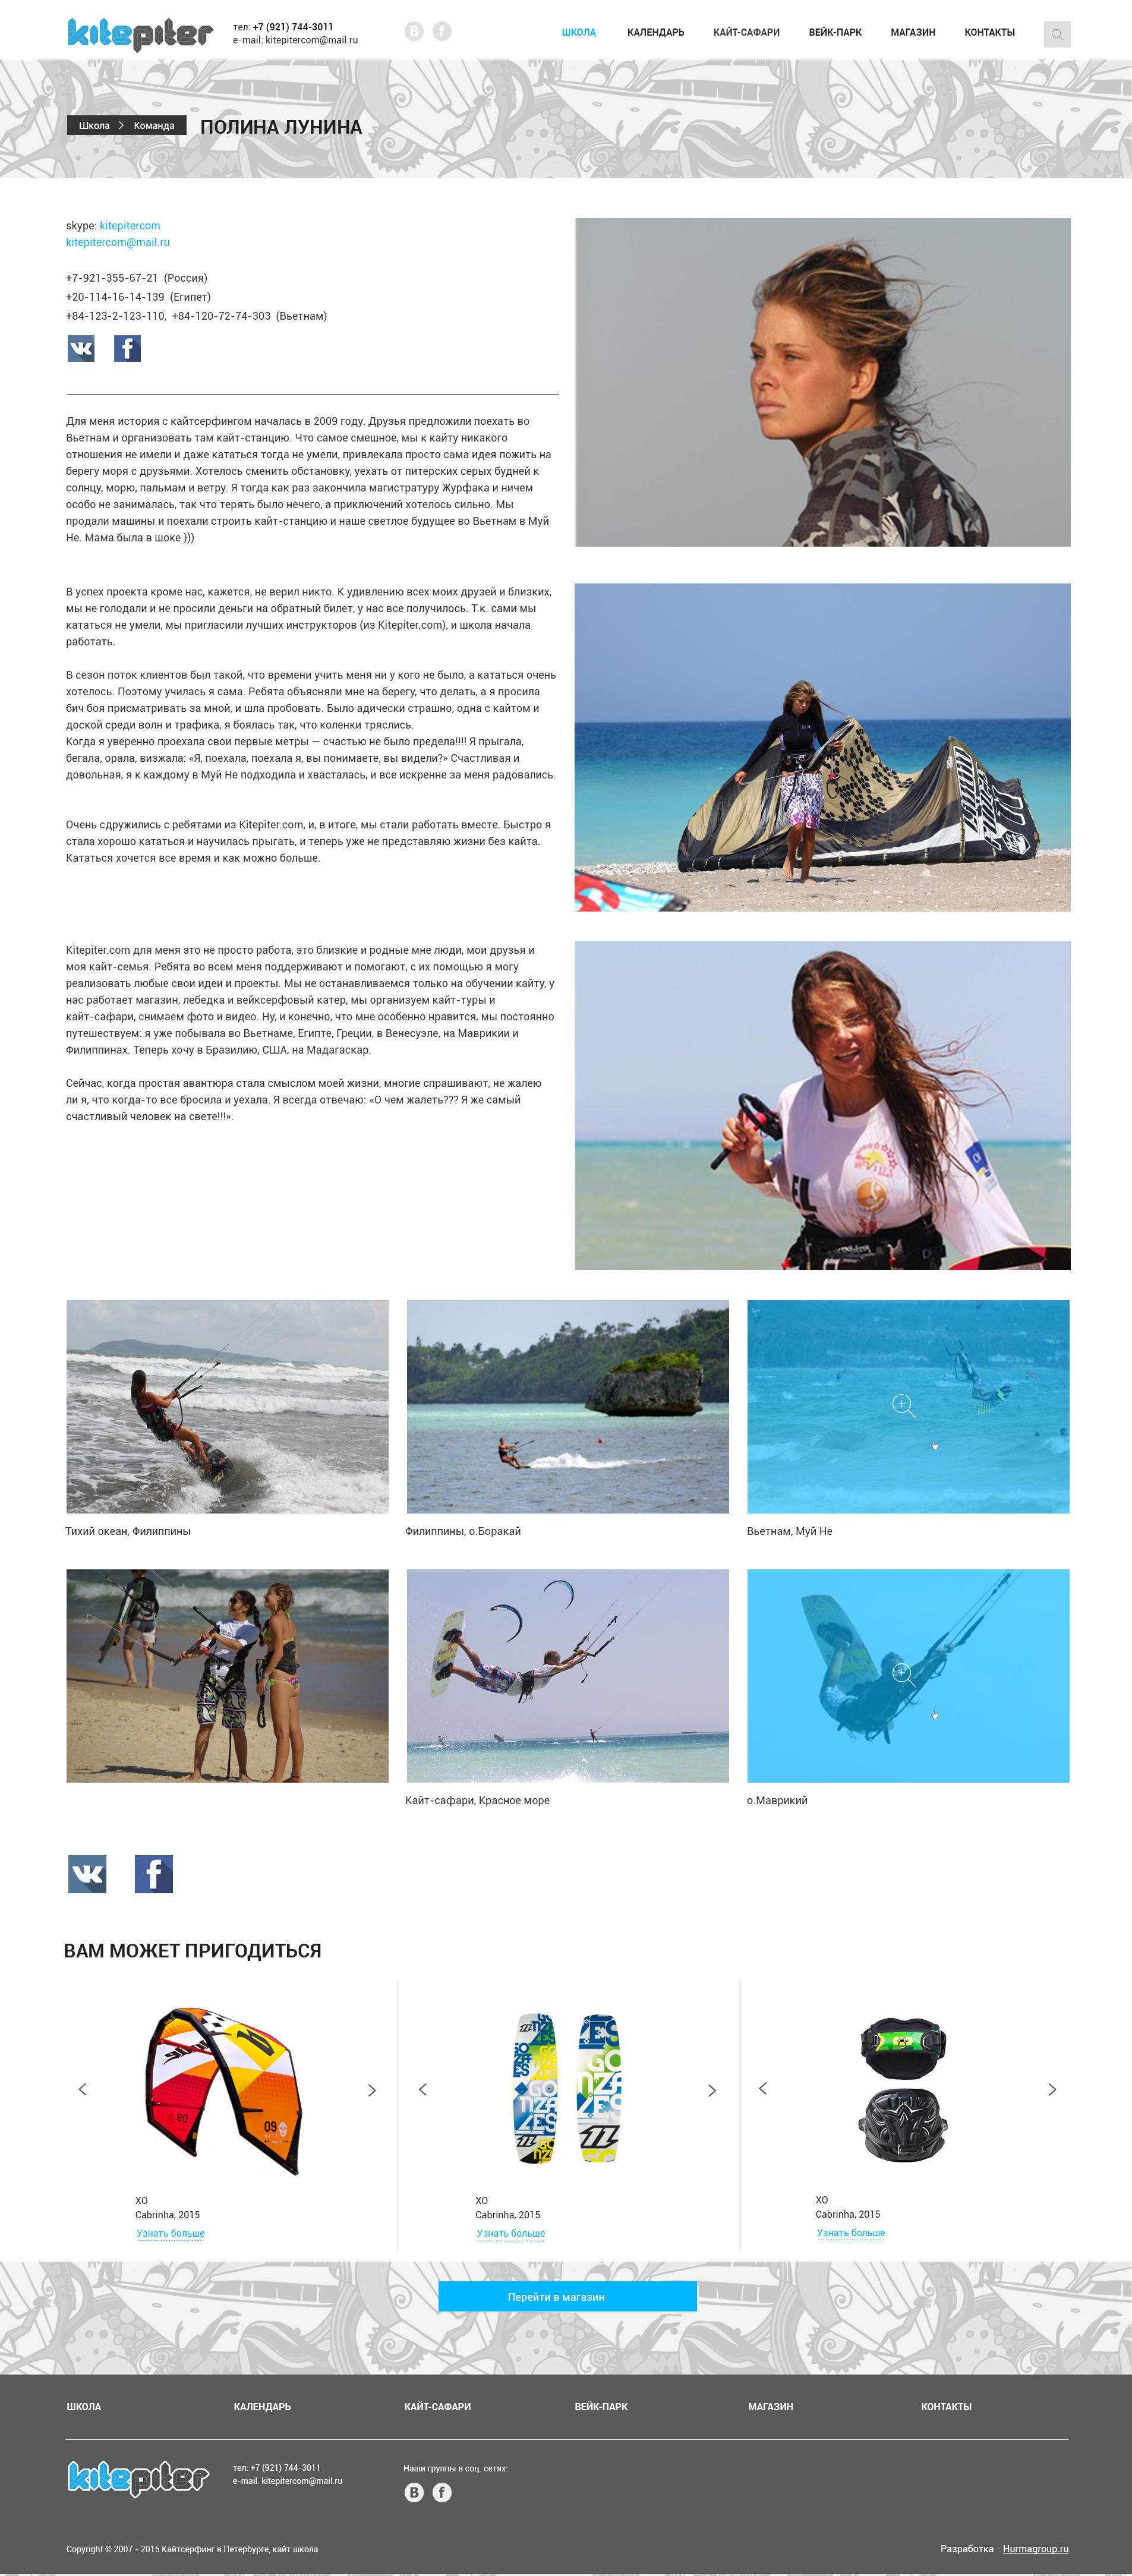 kitepiter
тел: +7 (921) 744-3011
e-mail: kitepitercom@mail.ru
B f
ШКОЛА КАЛЕНДАРЬ КАЙТ-САФАРИ ВЕЙК-ПАРК МАГАЗИН КОНТАКТЫ
Школа > Команда ПОЛИНА ЛУНИНА
skype: kitepitercom
kitepitercom@mail.ru
+7-921-355-67-21 (Россия)
+20-114-16-14-139 (Египет)
+84-123-2-123-110, +84-120-72-74-303 (Вьетнам)
Для меня история с кайтсерфингом началась в 2009 году. Друзья предложили поехать во
Вьетнам и организовать там кайт-станцию. Что самое смешное, мы к кайту никакого
отношения не имели и даже кататься тогда не умели, привлекала просто сама идея пожить на
берегу моря с друзьями. Хотелось сменить обстановку, уехать от питерских серых будней к
солнцу, морю, пальмам и ветру. Я тогда как раз закончила магистратуру Журфака и ничем
особо не занималась, так что терять было нечего, а приключений хотелось сильно. Мы
продали машины и поехали строить кайт-станцию и наше светлое будущее во Вьетнам в Муй
Не. Мама была в шоке )))
В успех проекта кроме нас, кажется, не верил никто. К удивлению всех моих друзей и близких,
мы не голодали и не просили деньги на обратный билет, у нас все получилось. Т.к. сами мы
кататься не умели, мы пригласили лучших инструкторов (из Kitepiter.com), и школа начала
работать.
В сезон поток клиентов был такой, что времени учить меня ни у кого не было, а кататься очень
хотелось. Поэтому училась я сама. Ребята объясняли мне на берегу, что делать, а я просила
бич боя присматривать за мной, и шла пробовать. Было адически страшно, одна с кайтом и
доской среди волн и трафика, я боялась так, что коленки тряслись.
Когда я уверенно проехала свои первые метры — счастью не было предела!!!! Я прыгала,
бегала, орала, визжала: «Я, поехала, поехала я, вы понимаете, вы видели?» Счастливая и
довольная, я к каждому в Муй Не подходила и хвасталась, и все искренне за меня радовались.
Очень сдружились с ребятами из Kitepiter.com, и, в итоге, мы стали работать вместе. Быстро я
стала хорошо кататься и научилась прыгать, и теперь уже не представляю жизни без кайта.
Кататься хочется все время и как можно больше.
Kitepiter.com для меня это не просто работа, это близкие и родные мне люди, мои друзья и
моя кайт-семья. Ребята во всем меня поддерживают и помогают, с их помощью я могу
реализовать любые свои идеи и проекты. Мы не останавливаемся только на обучении кайту, у
нас работает магазин, лебедка и вейксерфовый катер, мы организуем кайт-туры и
кайт-сафари, снимаем фото и видео. Ну, и конечно, что мне особенно нравится, мы постоянно
путешествуем: я уже побывала во Вьетнаме, Египте, Греции, в Венесуэле, на Маврикии и
Филиппинах. Теперь хочу в Бразилию, США, на Мадагаскар.
Сейчас, когда простая авантюра стала смыслом моей жизни, многие спрашивают, не жалею
ли я, что когда-то все бросила и уехала. Я всегда отвечаю: «О чем жалеть??? Я же самый
счастливый человек на свете!!!».
Тихий океан, Филиппины
Филиппины, о.Боракай
Вьетнам, Муй Не
Кайт-сафари, Красное море
о.Маврикий
ВАМ МОЖЕТ ПРИГОДИТЬСЯ
09
GONZALES
XO
Cabrinha, 2015
Узнать больше
XO
Cabrinha, 2015
Узнать больше
XO
Cabrinha, 2015
Узнать больше
Перейти в магазин
ШКОЛА КАЛЕНДАРЬ КАЙТ-САФАРИ ВЕЙК-ПАРК МАГАЗИН КОНТАКТЫ
kitepiter
тел: +7 (921) 744-3011
e-mail: kitepitercom@mail.ru
Наши группы в соц. сетях:
B f
Copyright © 2007 - 2015 Кайтсерфинг в Петербурге, кайт школа
Разработка - Hurmagroup.ru